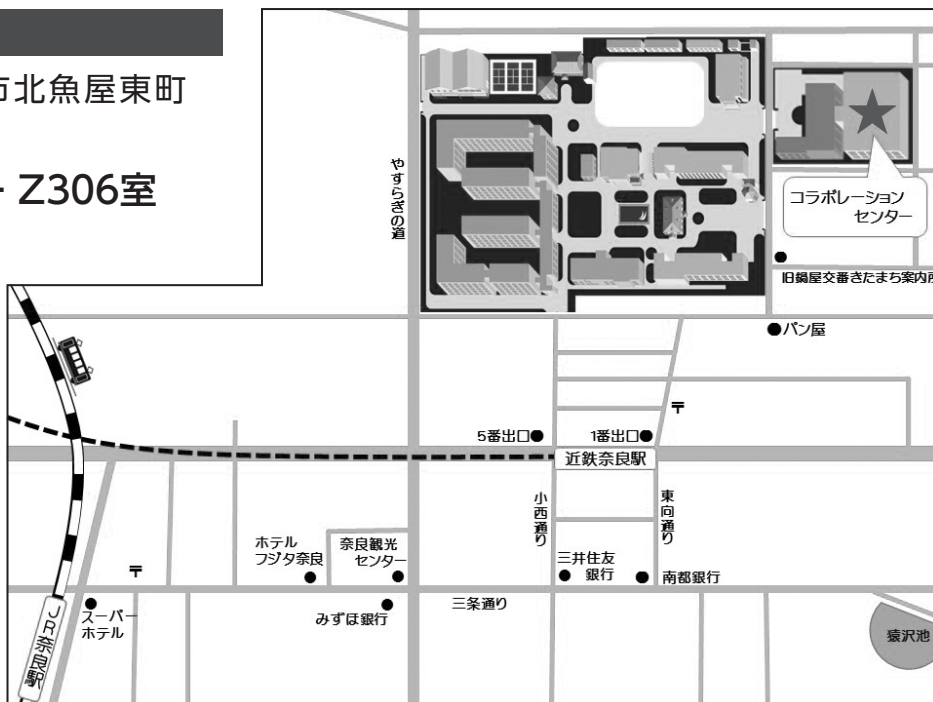 市北魚屋東町
Z306室
やすらぎの道
コラボレーション
センター
旧鍋屋交番きたまち案内所
パン屋
〒
5番出口
1番出口
近鉄奈良駅
小西通り
東向通り
ホテル
フジタ奈良
奈良観光
センター
三井住友
銀行
南都銀行
〒
スーパー
ホテル
みずほ銀行
三条通り
JR奈良駅
猿沢池